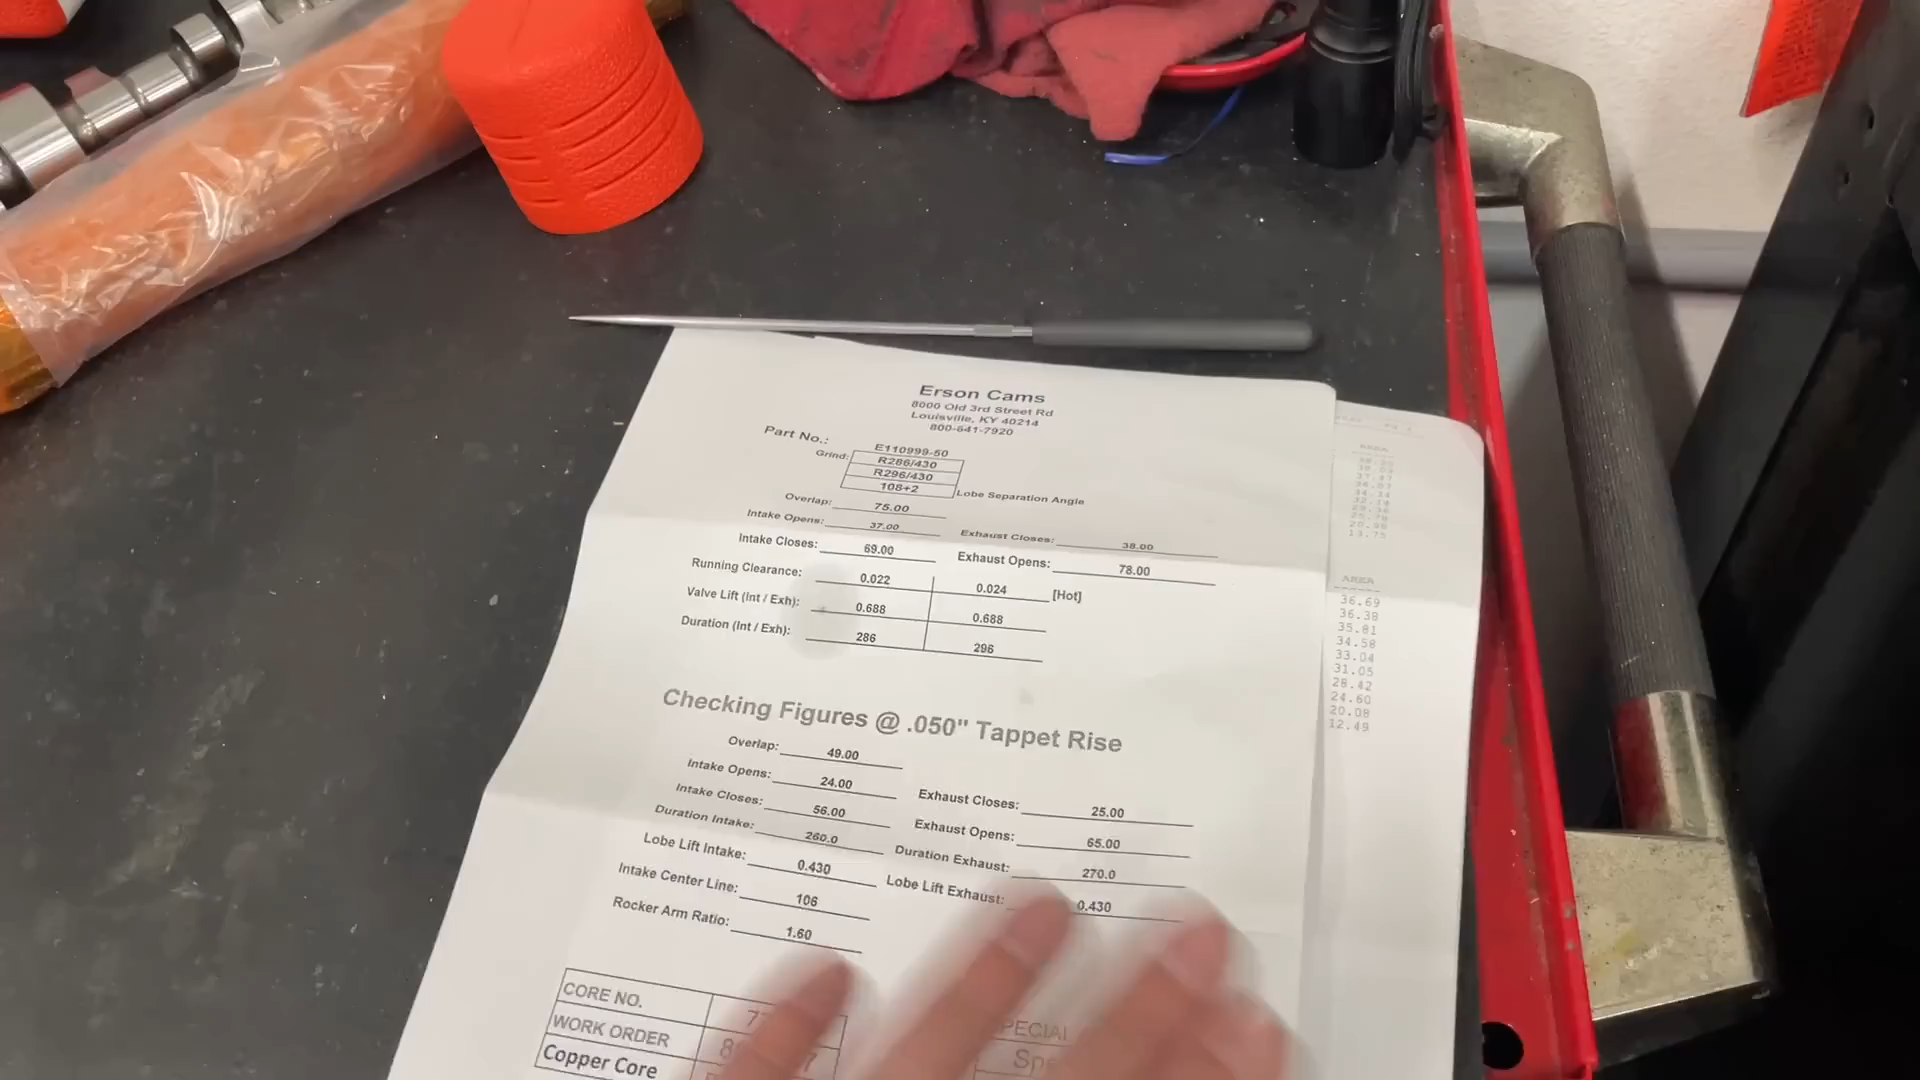 Erson Cams
8000 Old 3rd Street Rd
Louisville, KY 40214
800-641-7920
Part No.: E110999-50
Grind: R286/430
R296/430
108+2 Lobe Separation Angle
Overlap: 75.00
Intake Opens: 37.00 Exhaust Closes: 38.00
Intake Closes: 69.00 Exhaust Opens: 78.00
Running Clearance: 0.022 0.024 [Hot]
Valve Lift (Int / Exh): 0.688 0.688
Duration (Int / Exh): 286 296
Checking Figures @ .050" Tappet Rise
Overlap: 49.00
Intake Opens: 24.00 Exhaust Closes: 25.00
Intake Closes: 56.00 Exhaust Opens: 65.00
Duration Intake: 260.0 Duration Exhaust: 270.0
Lobe Lift Intake: 0.430 Lobe Lift Exhaust: 0.430
Intake Center Line: 106
Rocker Arm Ratio: 1.60
CORE NO.
WORK ORDER
Copper Core
AREA
13.75
AREA
36.69
36.38
35.81
34.58
33.04
31.05
28.42
24.60
20.08
12.49